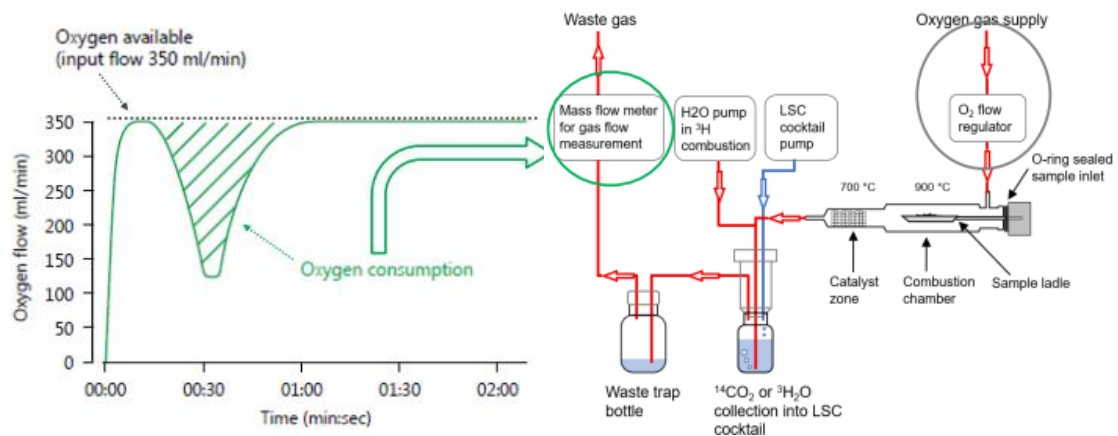 Oxygen available
(input flow 350 ml/min)
350
300
250
200
150
100
50
0
Oxygen flow (ml/min)
00:00
00:30
01:00
01:30
02:00
Time (min:sec)
Oxygen consumption
Waste gas
Oxygen gas supply
Mass flow meter
for gas flow
measurement
H2O pump
in ³H
combustion
LSC
cocktail
pump
O₂ flow
regulator
O-ring sealed
sample inlet
700 °C
900 °C
Catalyst
zone
Combustion
chamber
Sample ladle
Waste trap
bottle
¹⁴CO₂ or ³H₂O
collection into LSC
cocktail